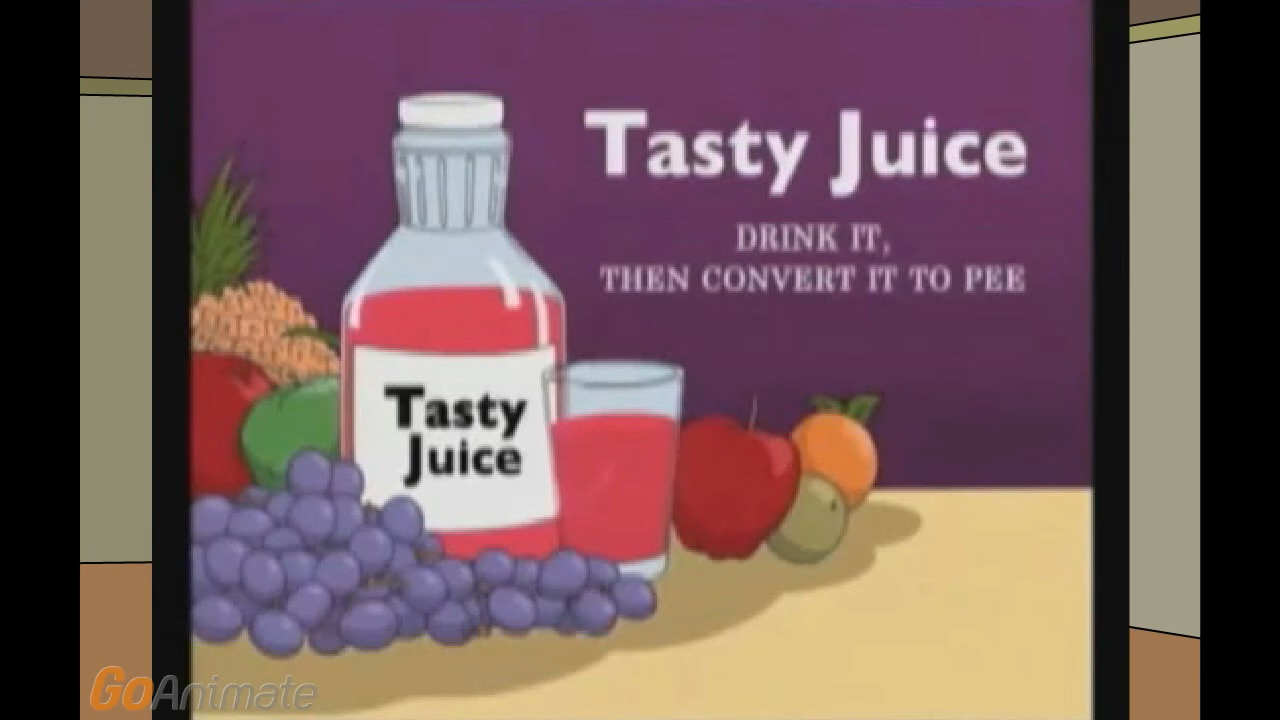 Tasty Juice
DRINK IT,
THEN CONVERT IT TO PEE
Tasty
Juice
GoAnimate